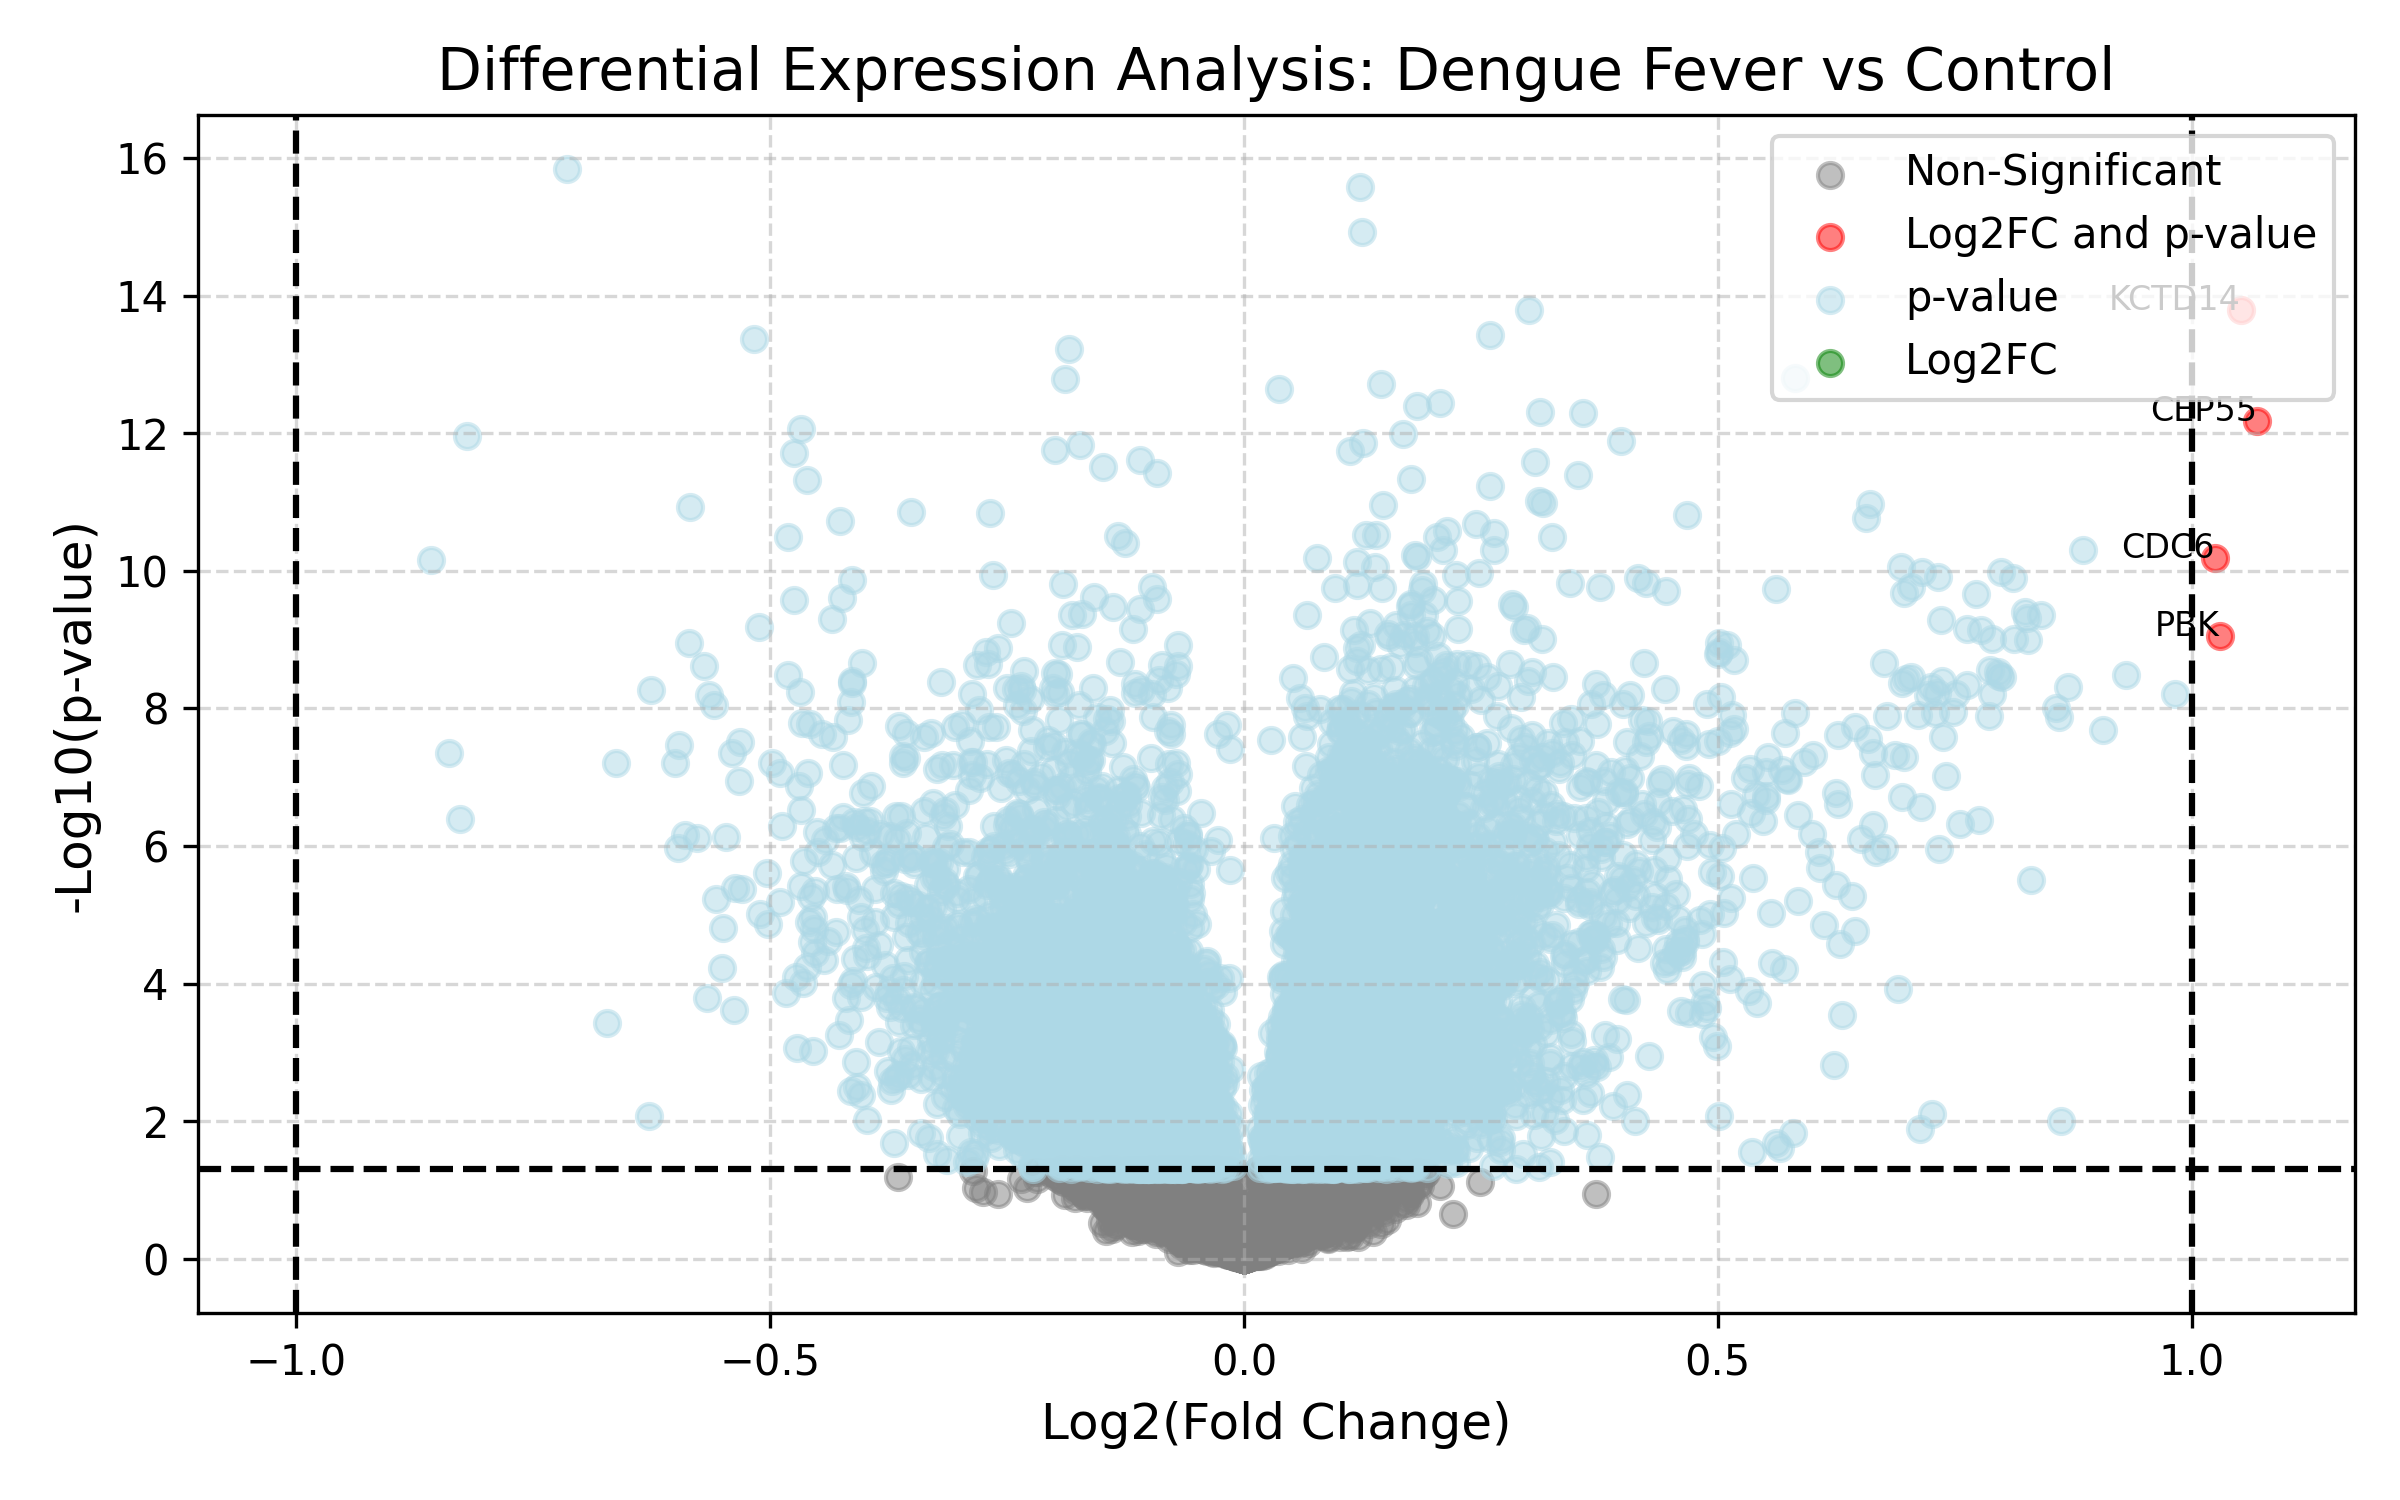 Differential Expression Analysis: Dengue Fever vs Control
-Log10(p-value)
16
14
12
10
8
6
4
2
0
Non-Significant
Log2FC and p-value
p-value
Log2FC
KCTD14
CEP55
CDC6
PBK
−1.0
−0.5
0.0
0.5
1.0
Log2(Fold Change)